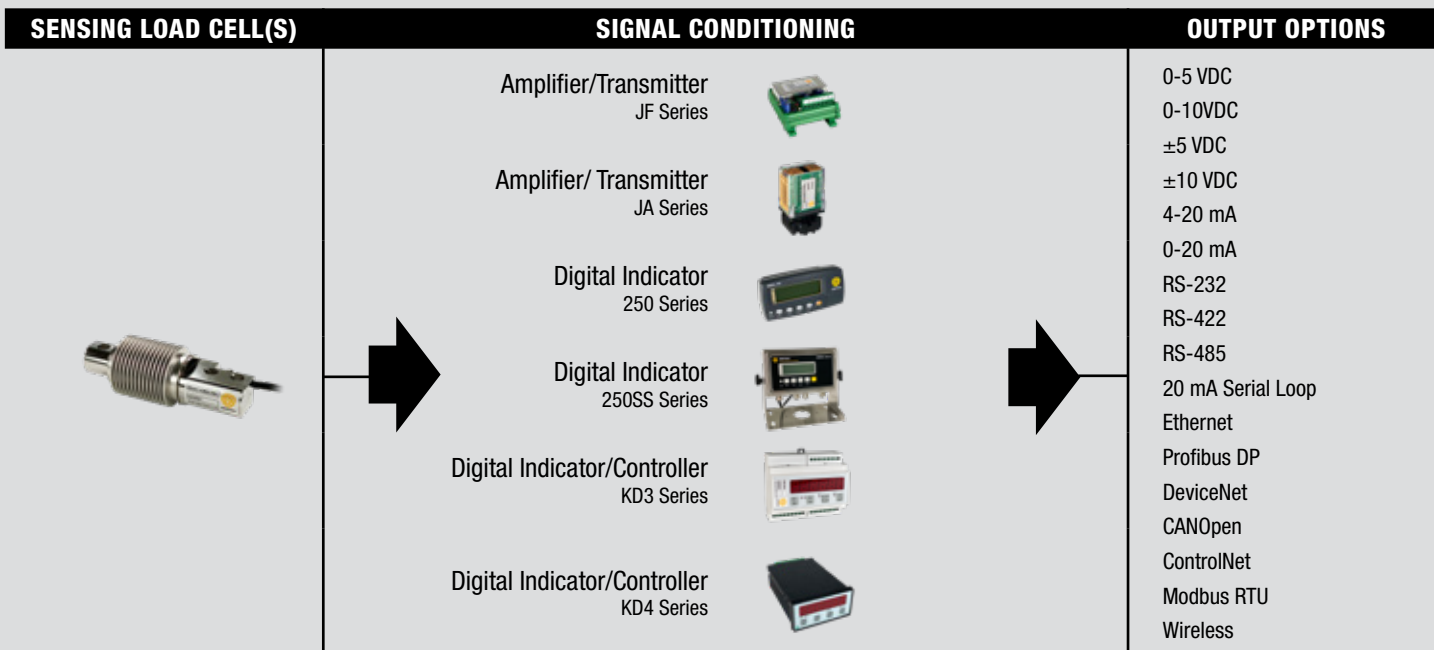 SENSING LOAD CELL(S)
SIGNAL CONDITIONING
OUTPUT OPTIONS
Amplifier/Transmitter
JF Series
Amplifier/ Transmitter
JA Series
Digital Indicator
250 Series
Digital Indicator
250SS Series
Digital Indicator/Controller
KD3 Series
Digital Indicator/Controller
KD4 Series
0-5 VDC
0-10VDC
±5 VDC
±10 VDC
4-20 mA
0-20 mA
RS-232
RS-422
RS-485
20 mA Serial Loop
Ethernet
Profibus DP
DeviceNet
CANOpen
ControlNet
Modbus RTU
Wireless